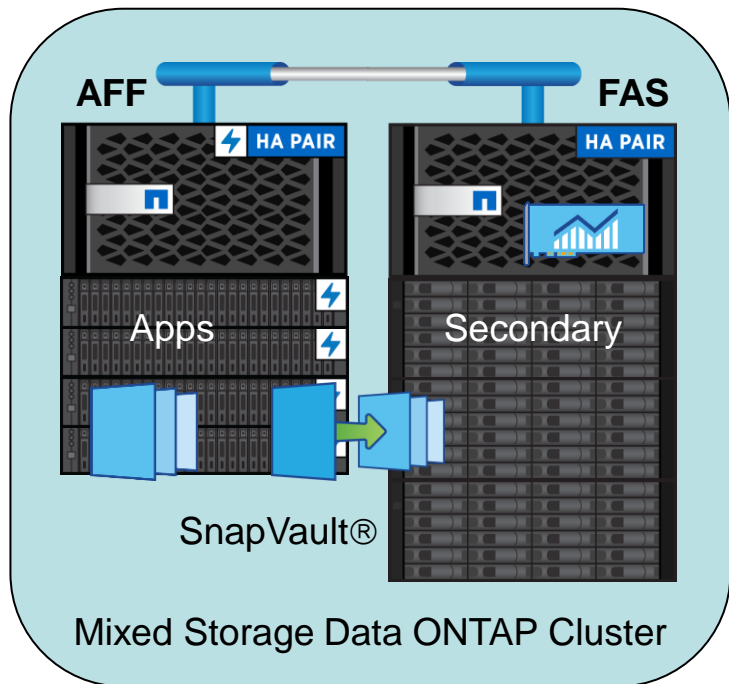 AFF
FAS
HA PAIR
HA PAIR
Apps
Secondary
SnapVault®
Mixed Storage Data ONTAP Cluster